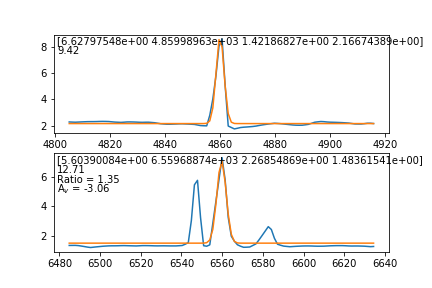 [6.62797548e+00 4.85998963e+03 1.42186827e+00 2.16674389e+00]
9.42
8
6
4
2
4800 4820 4840 4860 4880 4900 4920
[5.60390084e+00 6.55968874e+03 2.26854869e+00 1.48361541e+00]
12.71
Ratio = 1.35
Aᵥ = -3.06
6
4
2
6480 6500 6520 6540 6560 6580 6600 6620 6640